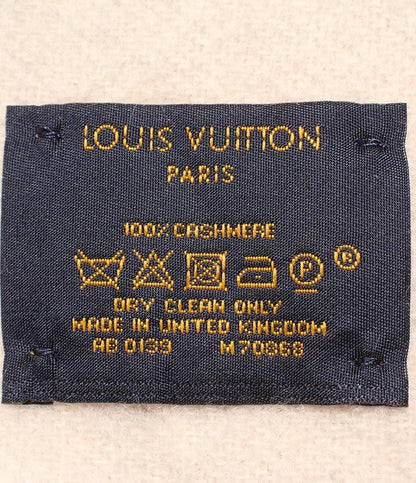 LOUIS VUITTON
PARIS
100% CASHMERE
P ®
DRY CLEAN ONLY
MADE IN UNITED KINGDOM
AB 0139 M70868